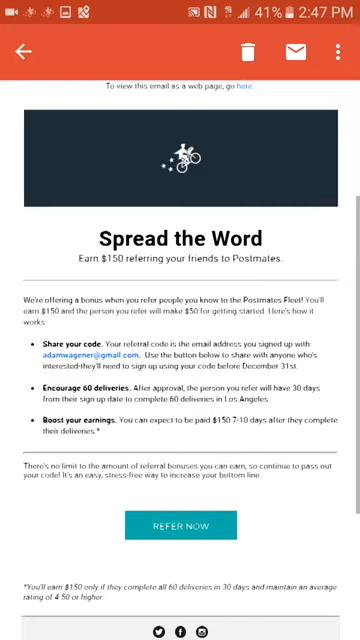 41% 2:47 PM
To view this email as a web page, go here.
Spread the Word
Earn $150 referring your friends to Postmates.
We're offering a bonus when you refer people you know to the Postmates Fleet! You'll
earn $150 and the person you refer will make $50 for getting started. Here's how it
works:
• Share your code. Your referral code is the email address you signed up with:
adamwagener@gmail.com. Use the button below to share with anyone who's
interested-they'll need to sign up using your code before December 31st.
• Encourage 60 deliveries. After approval, the person you refer will have 30 days
from their sign up date to complete 60 deliveries in Los Angeles.
• Boost your earnings. You can expect to be paid $150 7-10 days after they complete
their deliveries.*
There's no limit to the amount of referral bonuses you can earn, so continue to pass out
your code! It's an easy, stress-free way to increase your bottom line.
REFER NOW
*You'll earn $150 only if they complete all 60 deliveries in 30 days and maintain an average
rating of 4.50 or higher.